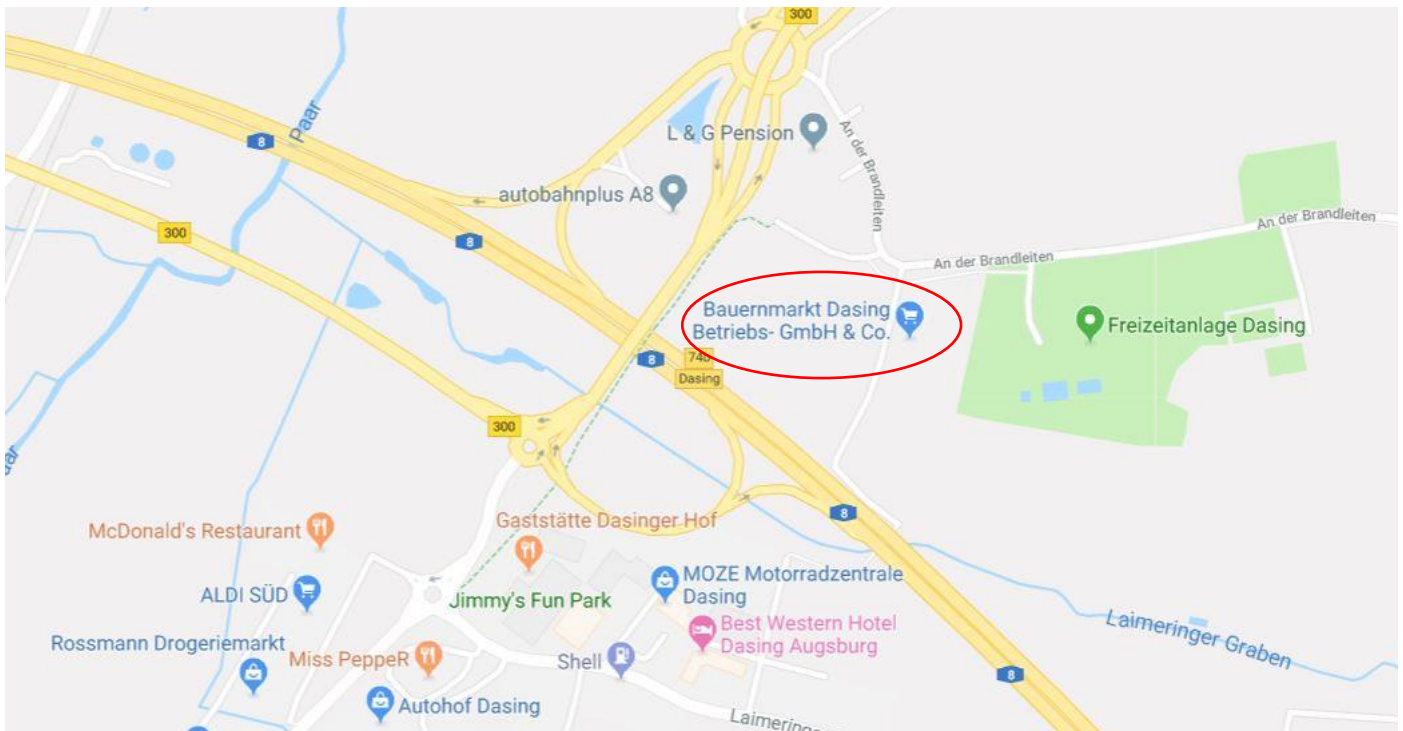 300
Paar
8
L & G Pension
An der Brandleiten
autobahnplus A8
An der Brandleiten
300
8
An der Brandleiten
Bauernmarkt Dasing
Betriebs- GmbH & Co.
Freizeitanlage Dasing
8
Dasing
300
8
Gaststätte Dasinger Hof
McDonald's Restaurant
MOZE Motorradzentrale
Dasing
ALDI SÜD
Jimmy's Fun Park
Laimeringer Graben
Best Western Hotel
Dasing Augsburg
Rossmann Drogeriemarkt
Miss PeppeR
Shell
8
Autohof Dasing